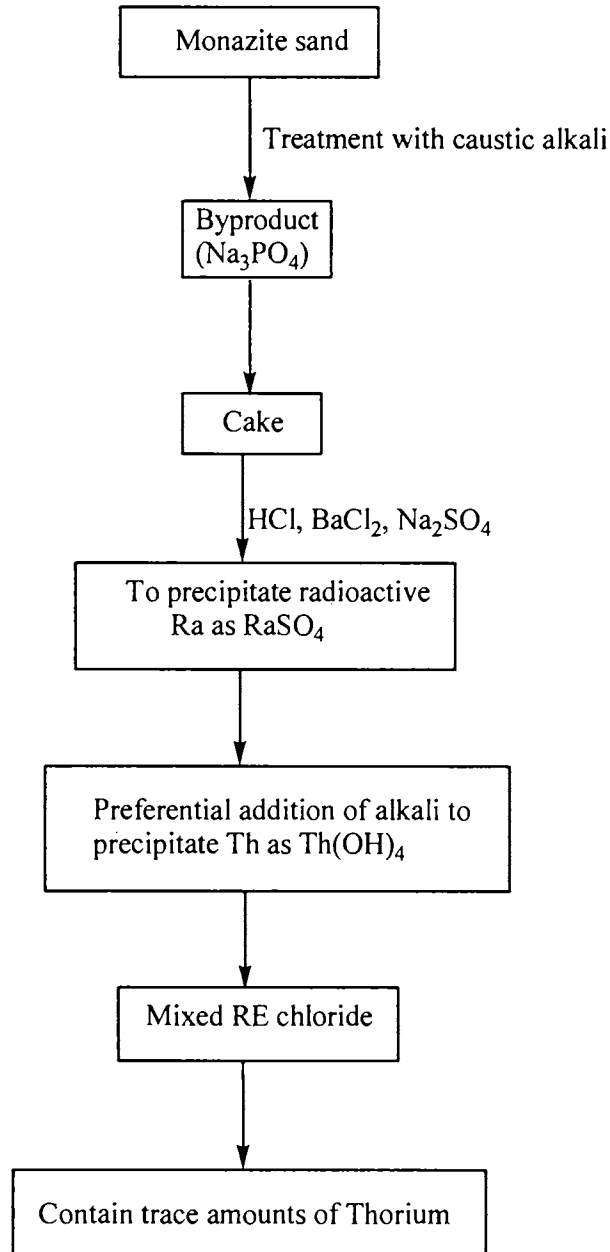 Monazite sand
Treatment with caustic alkali
Byproduct
(Na₃PO₄)
Cake
HCl, BaCl₂, Na₂SO₄
To precipitate radioactive
Ra as RaSO₄
Preferential addition of alkali to
precipitate Th as Th(OH)₄
Mixed RE chloride
Contain trace amounts of Thorium